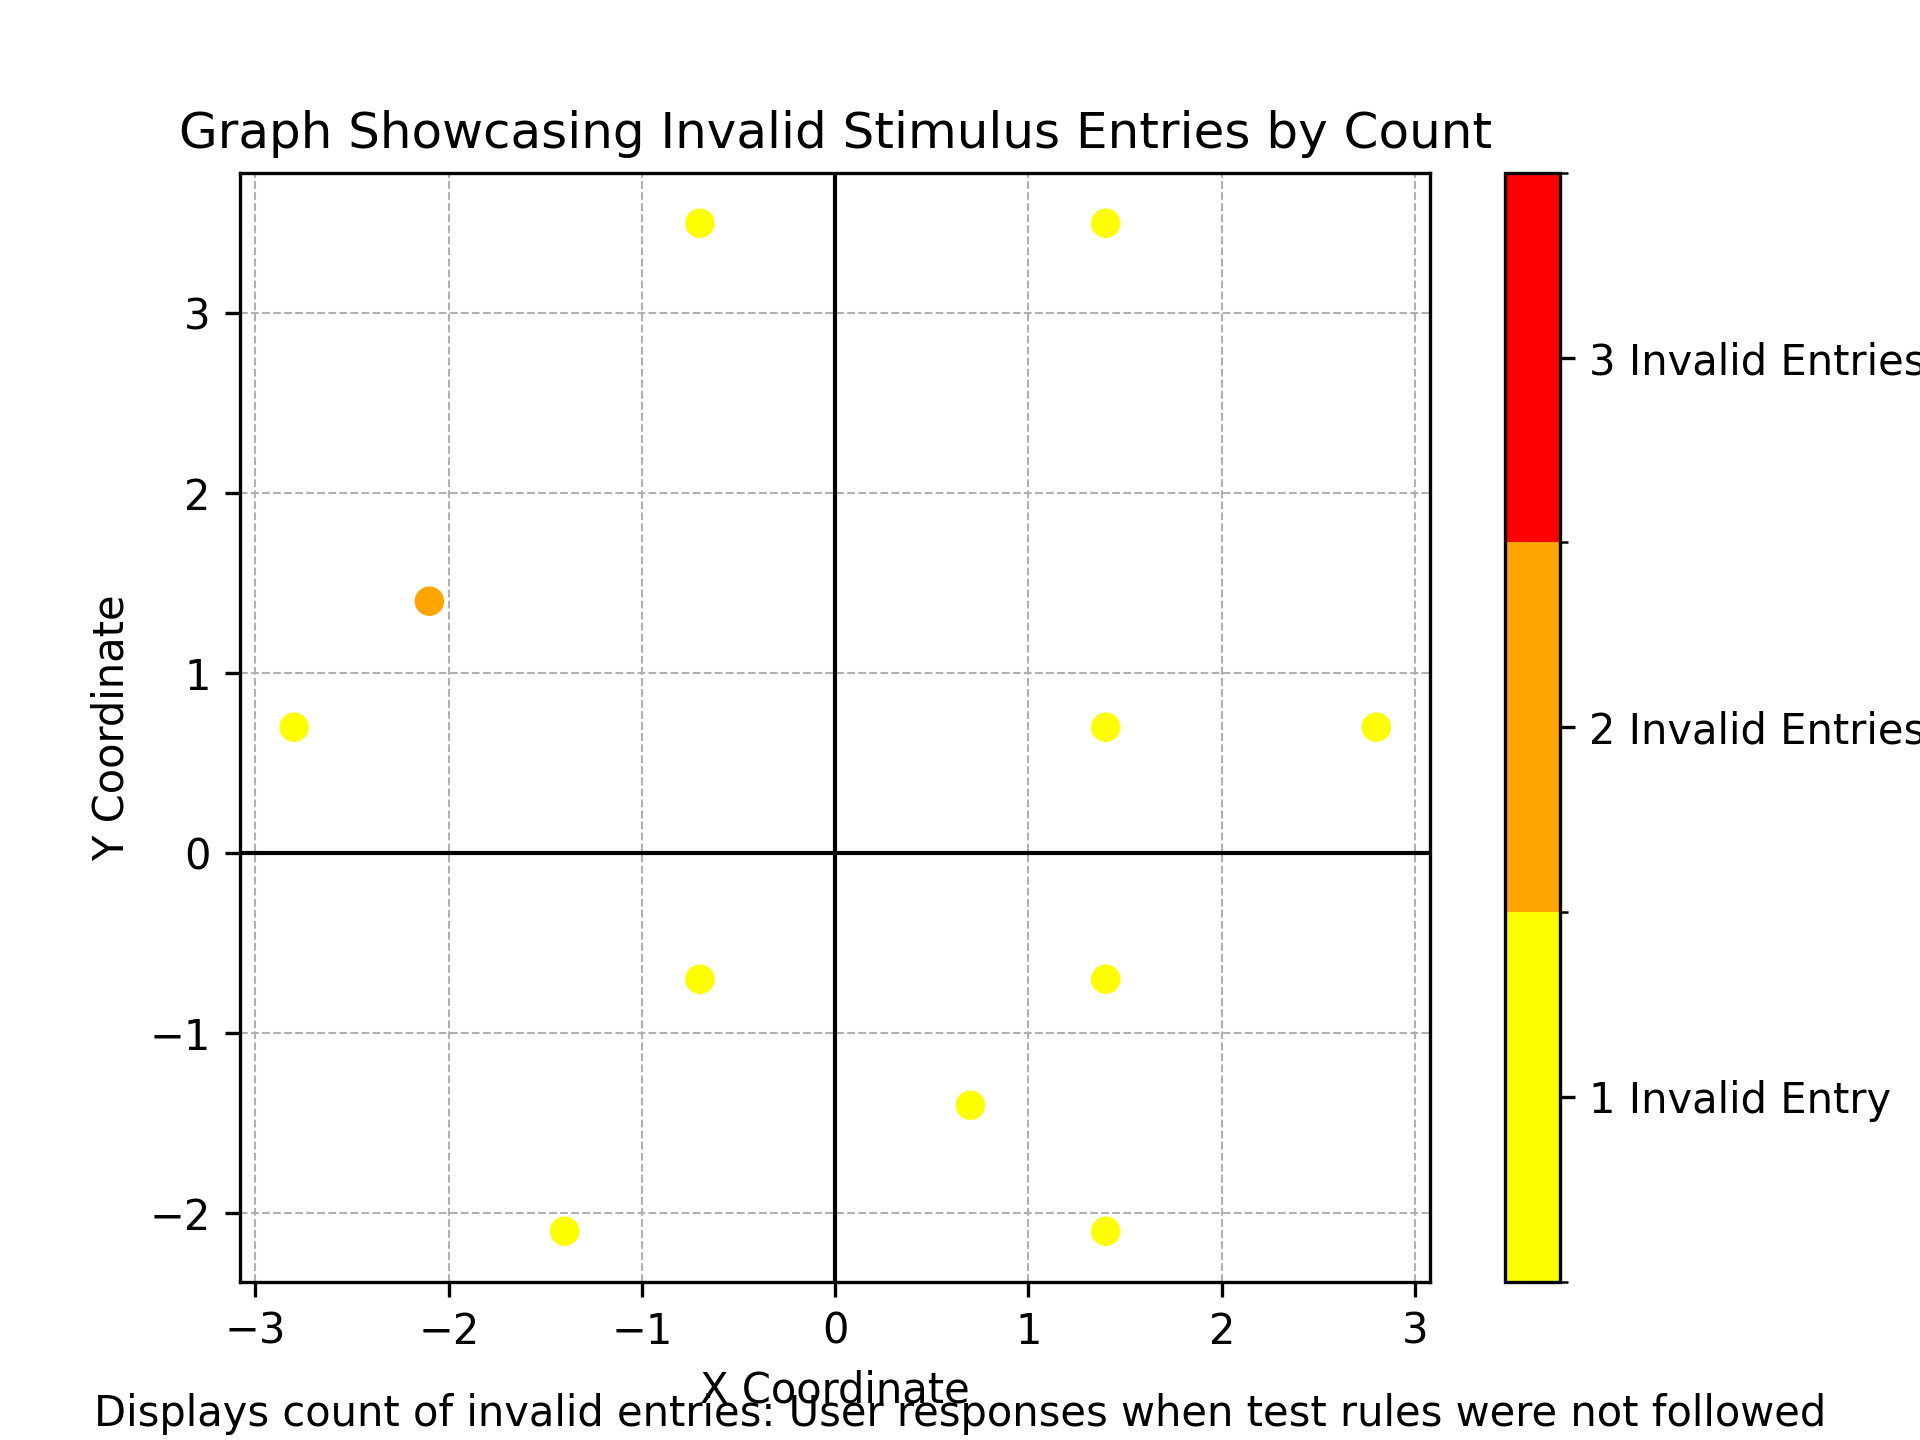 Graph Showcasing Invalid Stimulus Entries by Count
3
2
1
0
−1
−2
Y Coordinate
−3
−2
−1
0
1
2
3
X Coordinate
3 Invalid Entries
2 Invalid Entries
1 Invalid Entry
Displays count of invalid entries: User responses when test rules were not followed